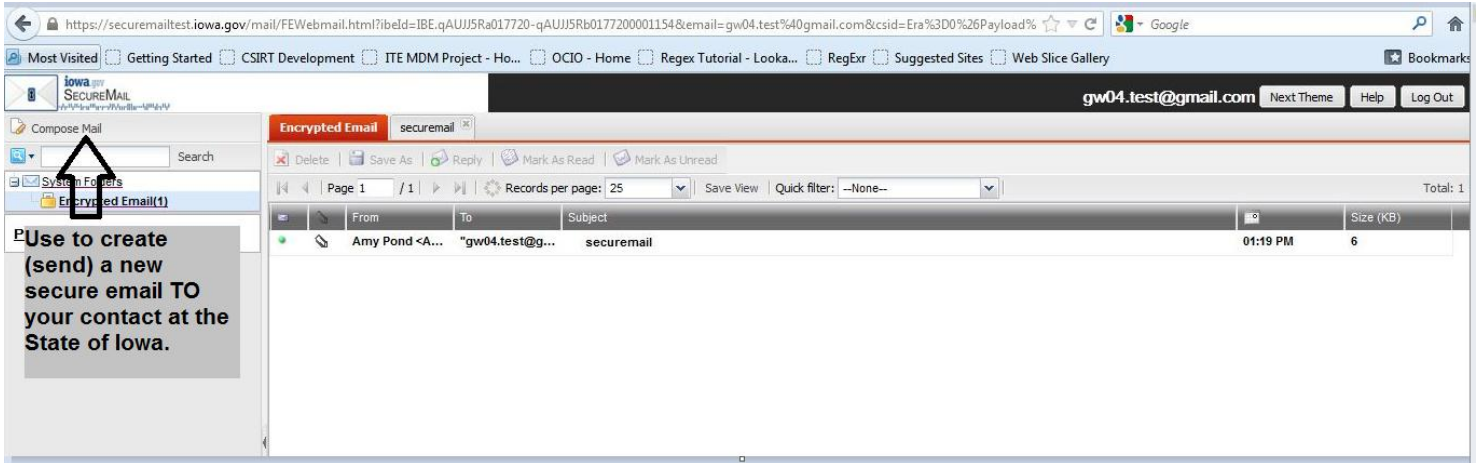 https://securemailtest.iowa.gov/mail/FEWebmail.html?ibeId=IBE.qAUJJ5Ra017720-qAUJJ5Rb0177200001154&email=gw04.test%40gmail.com&csid=Era%3D0%26Payload% Google
Most Visited Getting Started CSIRT Development ITE MDM Project - Ho... OCIO - Home Regex Tutorial - Looka... RegExr Suggested Sites Web Slice Gallery Bookmarks
iowa.gov
SECUREMAIL
gw04.test@gmail.com Next Theme Help Log Out
Compose Mail Encrypted Email securemail
Search Delete Save As Reply Mark As Read Mark As Unread
System Folders Page 1 / 1 Records per page: 25 Save View Quick filter: --None-- Total: 1
Encrypted Email(1)
From To Subject Size (KB)
Amy Pond <A... "gw04.test@g... securemail 01:19 PM 6
P
Use to create
(send) a new
secure email TO
your contact at the
State of Iowa.